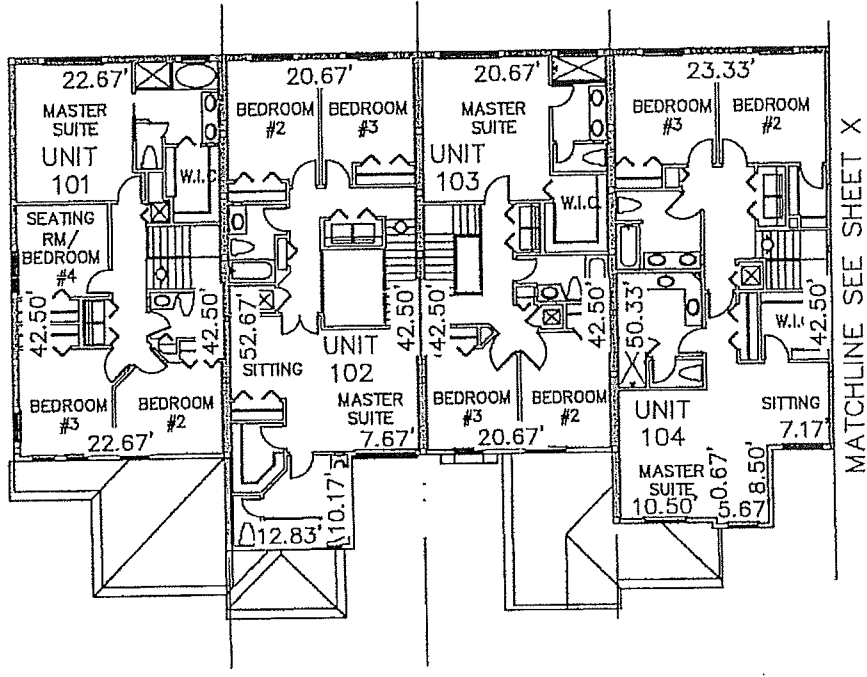 22.67'
MASTER
SUITE
UNIT
101
W.I.C
SEATING
RM/
BEDROOM
#4
42.50'
42.50'
BEDROOM
#3
BEDROOM
#2
22.67'
20.67'
BEDROOM
#2
BEDROOM
#3
52.67'
42.50'
UNIT
102
SITTING
MASTER
SUITE
7.67'
10.17'
12.83'
20.67'
MASTER
SUITE
UNIT
103
W.I.C.
42.50'
42.50'
BEDROOM
#3
BEDROOM
#2
20.67'
23.33'
BEDROOM
#3
BEDROOM
#2
50.33'
W.I.C
42.50'
UNIT
104
SITTING
7.17'
MASTER
SUITE
10.50'
0.67'
5.67
8.50'
MATCHLINE SEE SHEET X